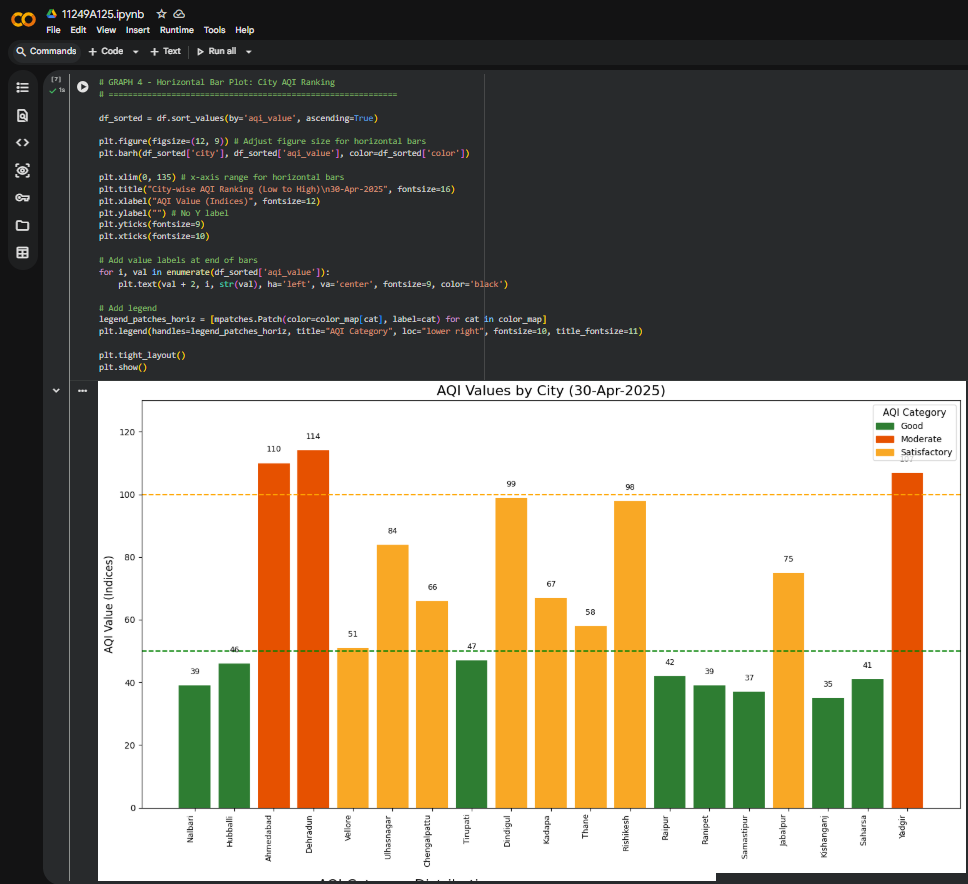 11249A125.ipynb
File Edit View Insert Runtime Tools Help
Commands + Code + Text Run all
[7]
1s
# GRAPH 4 - Horizontal Bar Plot: City AQI Ranking
# ============================================================
df_sorted = df.sort_values(by='aqi_value', ascending=True)
plt.figure(figsize=(12, 9)) # Adjust figure size for horizontal bars
plt.barh(df_sorted['city'], df_sorted['aqi_value'], color=df_sorted['color'])
plt.xlim(0, 135) # x-axis range for horizontal bars
plt.title("City-wise AQI Ranking (Low to High)\n30-Apr-2025", fontsize=16)
plt.xlabel("AQI Value (Indices)", fontsize=12)
plt.ylabel("") # No Y label
plt.yticks(fontsize=9)
plt.xticks(fontsize=10)
# Add value labels at end of bars
for i, val in enumerate(df_sorted['aqi_value']):
    plt.text(val + 2, i, str(val), ha='left', va='center', fontsize=9, color='black')
# Add legend
legend_patches_horiz = [mpatches.Patch(color=color_map[cat], label=cat) for cat in color_map]
plt.legend(handles=legend_patches_horiz, title="AQI Category", loc="lower right", fontsize=10, title_fontsize=11)
plt.tight_layout()
plt.show()
AQI Values by City (30-Apr-2025)
AQI Category
Good
Moderate
Satisfactory
AQI Value (Indices)
120
100
80
60
40
20
0
39
46
110
114
51
84
66
47
99
67
58
98
42
39
37
75
35
41
Nalbari
Hubballi
Ahmedabad
Dehradun
Vellore
Ulhasnagar
Chengalpattu
Tirupati
Dindigul
Kadapa
Thane
Rishikesh
Raipur
Ranipet
Samastipur
Jabalpur
Kishanganj
Saharsa
Yadgir